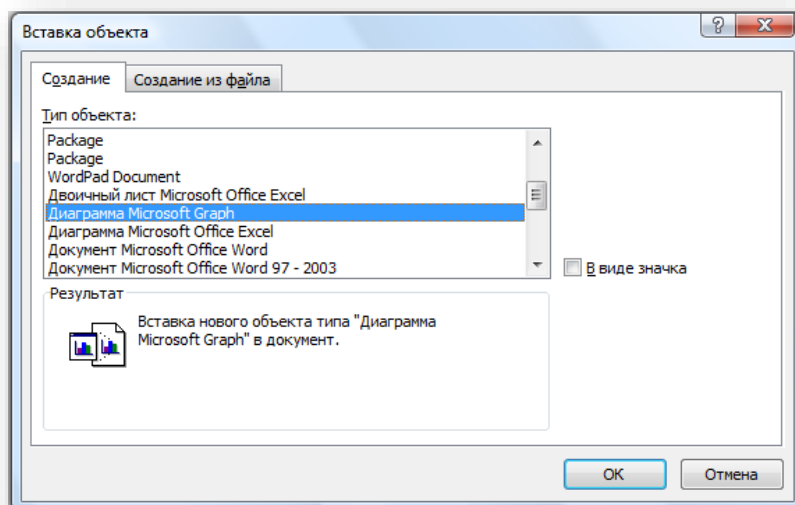 Вставка объекта
Создание
Создание из файла
Тип объекта:
Package
Package
WordPad Document
Двоичный лист Microsoft Office Excel
Диаграмма Microsoft Graph
Диаграмма Microsoft Office Excel
Документ Microsoft Office Word
Документ Microsoft Office Word 97 - 2003
В виде значка
Результат
Вставка нового объекта типа "Диаграмма
Microsoft Graph" в документ.
ОК
Отмена